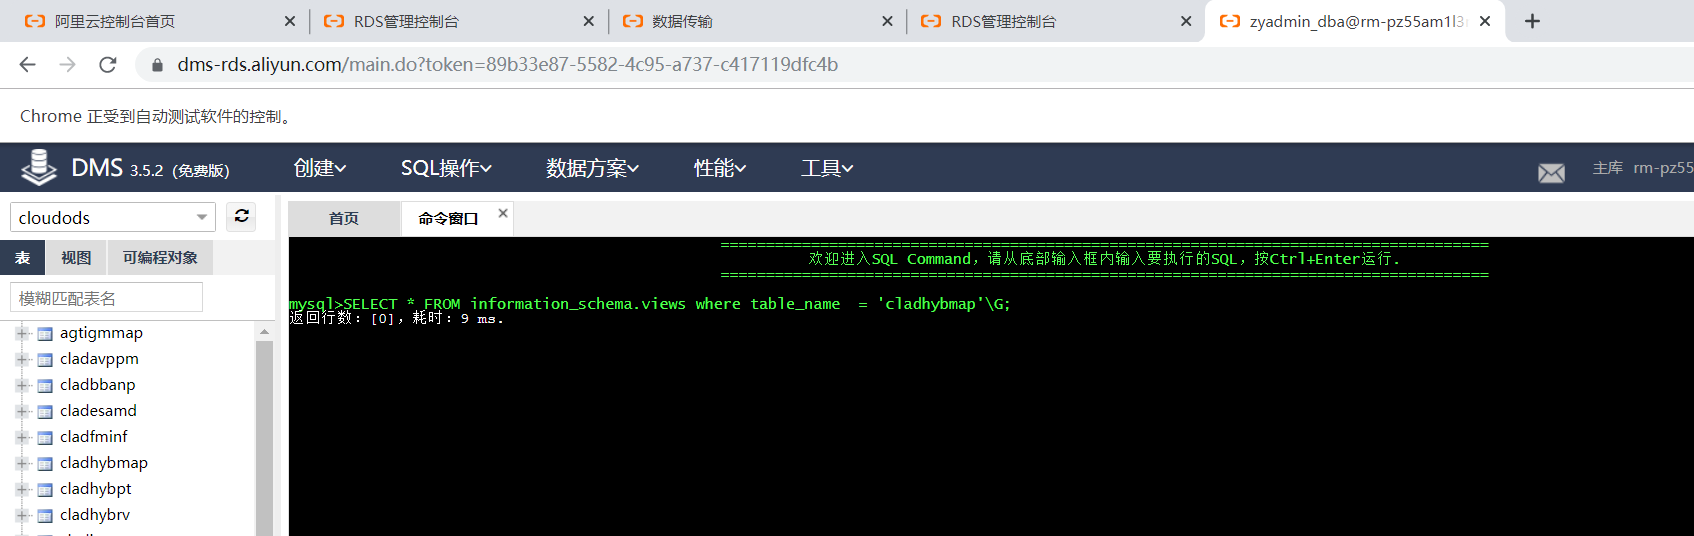 阿里云控制台首页
RDS管理控制台
数据传输
RDS管理控制台
zyadmin_dba@rm-pz55am1l3
dms-rds.aliyun.com/main.do?token=89b33e87-5582-4c95-a737-c417119dfc4b
Chrome 正受到自动测试软件的控制。
DMS 3.5.2 (免费版) 创建 SQL操作 数据方案 性能 工具 主库 rm-pz55
cloudods
首页 命令窗口
表 视图 可编程对象
模糊匹配表名
================================================================================
欢迎进入SQL Command，请从底部输入框内输入要执行的SQL，按Ctrl+Enter运行.
================================================================================
mysql>SELECT * FROM information_schema.views where table_name  = 'cladhybmap'\G;
返回行数：[0]，耗时：9 ms.
agtigmmap
cladavppm
cladbbanp
cladesamd
cladfminf
cladhybmap
cladhybpt
cladhybrv